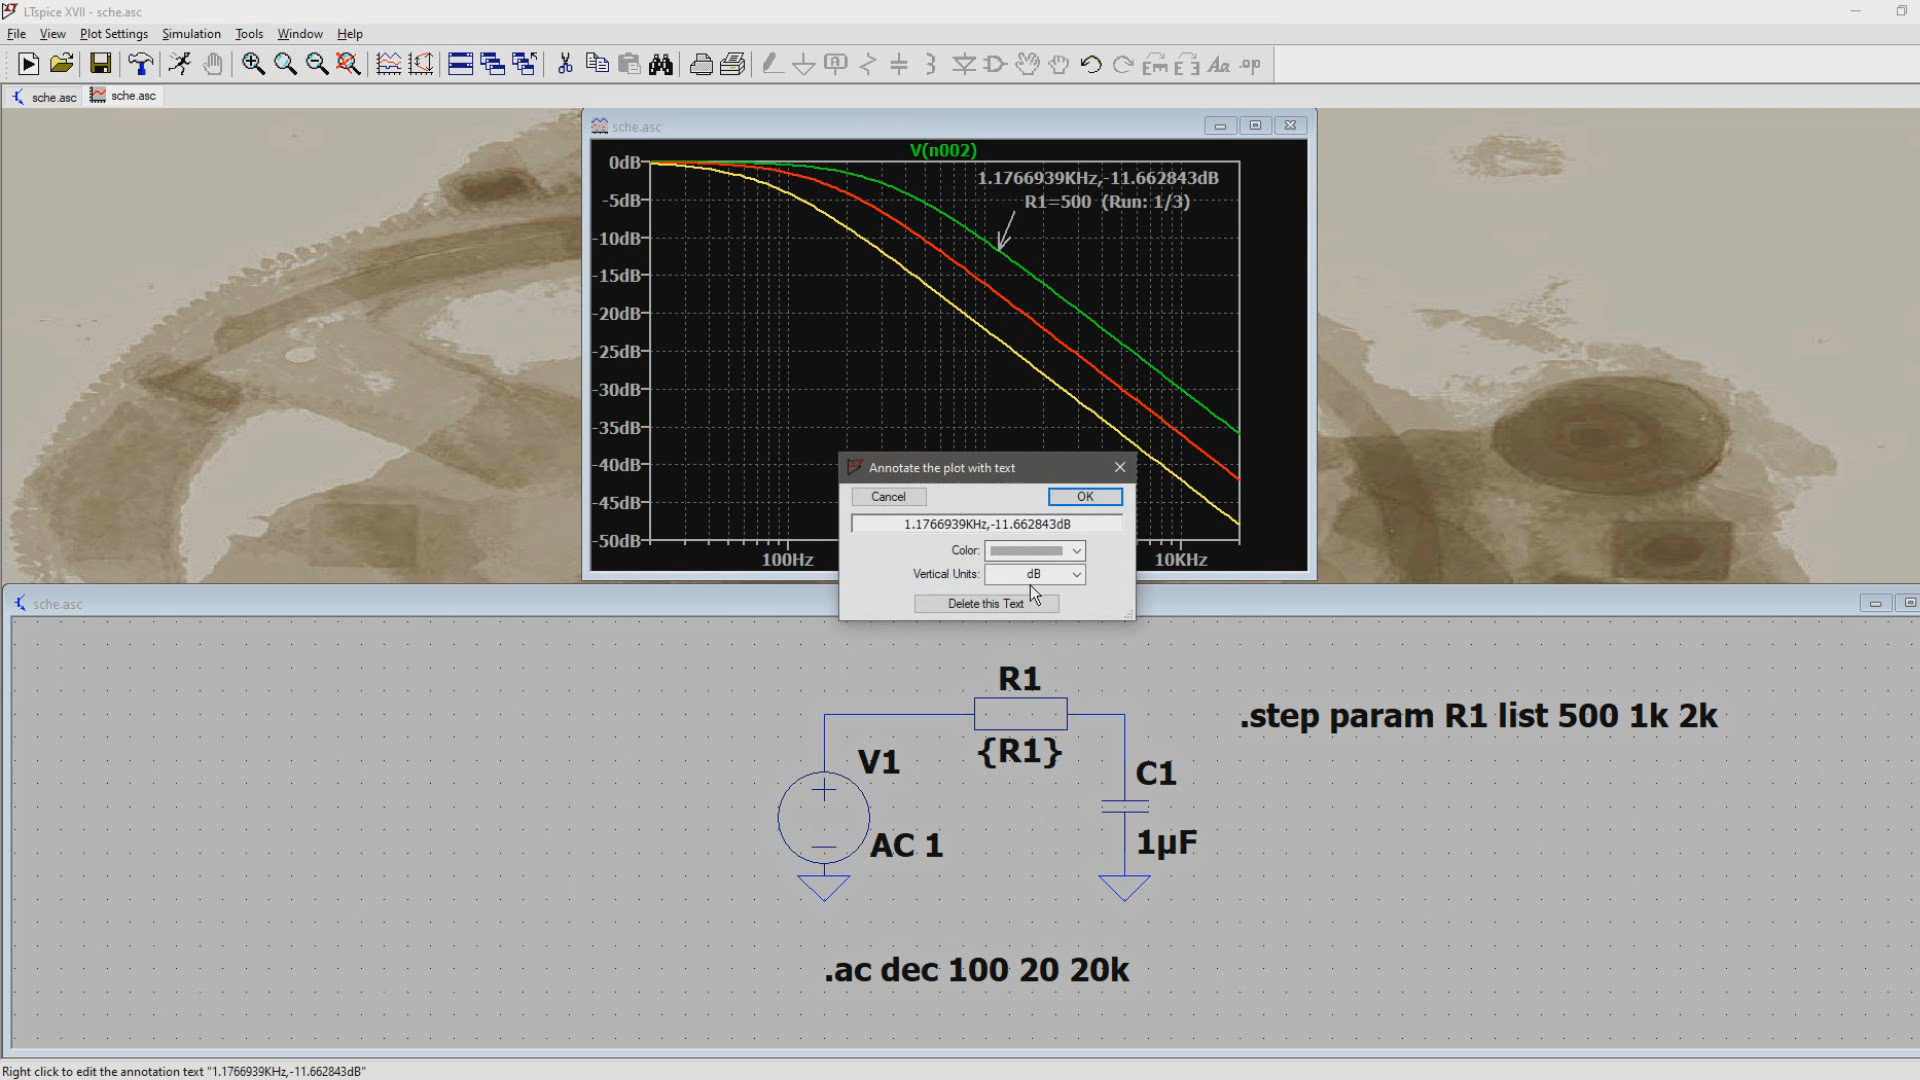 LTspice XVII - sche.asc
File View Plot Settings Simulation Tools Window Help
.op
sche.asc sche.asc
sche.asc
V(n002)
1.1766939KHz,-11.662843dB
R1=500 (Run: 1/3)
0dB
-5dB
-10dB
-15dB
-20dB
-25dB
-30dB
-35dB
-40dB
-45dB
-50dB
100Hz 10KHz
Annotate the plot with text
Cancel OK
1.1766939KHz,-11.662843dB
Color:
Vertical Units: dB
Delete this Text
sche.asc
R1
{R1}
.step param R1 list 500 1k 2k
V1
AC 1
C1
1µF
.ac dec 100 20 20k
Right click to edit the annotation text "1.1766939KHz,-11.662843dB"